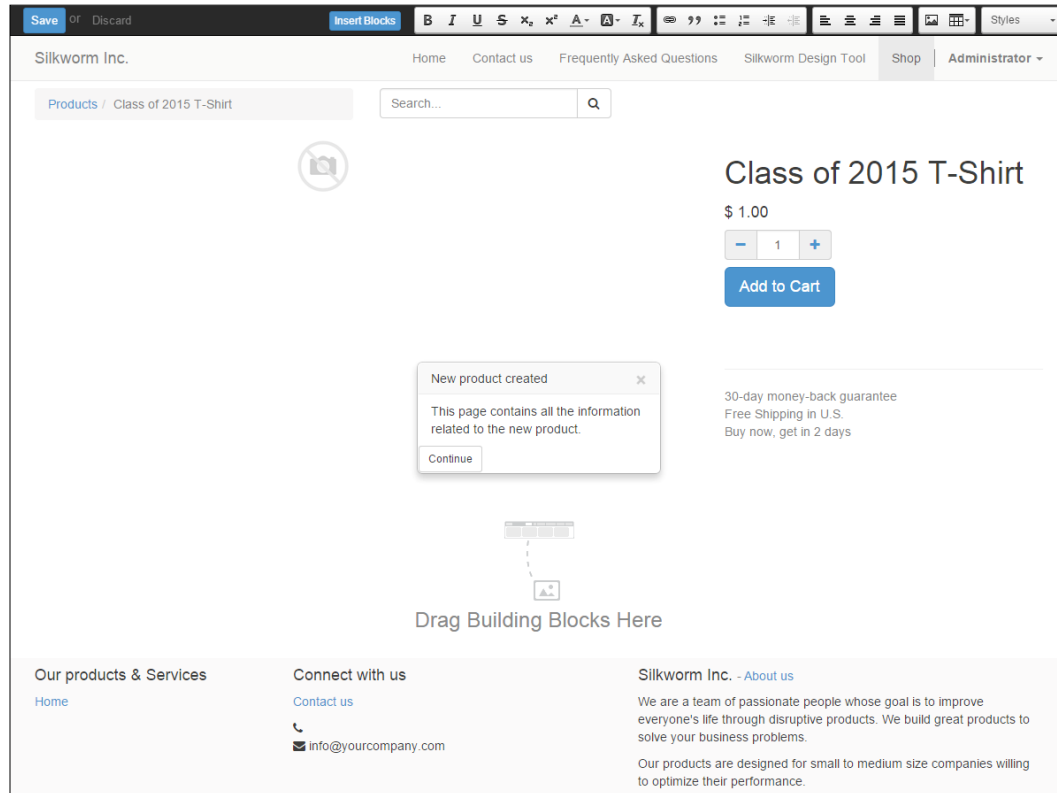 Save or Discard Insert Blocks B I U S x₂ x² A A Ix Styles
Silkworm Inc. Home Contact us Frequently Asked Questions Silkworm Design Tool Shop Administrator
Products / Class of 2015 T-Shirt Search...
Class of 2015 T-Shirt
$ 1.00
1
Add to Cart
New product created ×
This page contains all the information
related to the new product.
Continue
30-day money-back guarantee
Free Shipping in U.S.
Buy now, get in 2 days
Drag Building Blocks Here
Our products & Services
Home
Connect with us
Contact us
info@yourcompany.com
Silkworm Inc. - About us
We are a team of passionate people whose goal is to improve
everyone's life through disruptive products. We build great products to
solve your business problems.
Our products are designed for small to medium size companies willing
to optimize their performance.